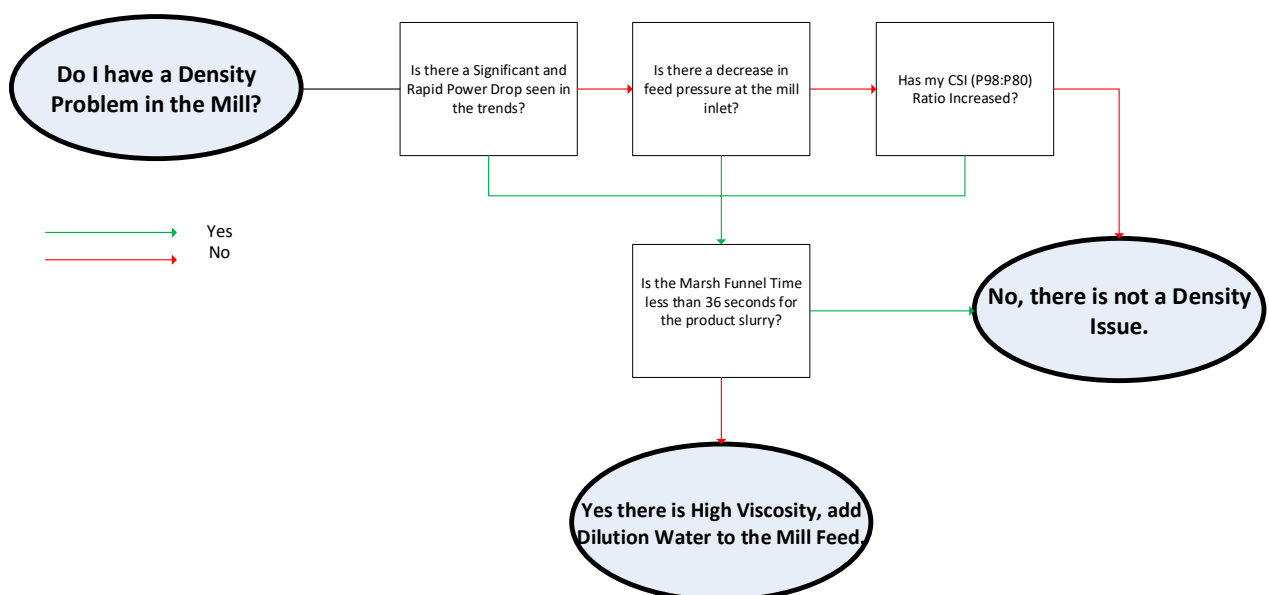 Do I have a Density
Problem in the Mill?
Is there a Significant and
Rapid Power Drop seen in
the trends?
Is there a decrease in
feed pressure at the mill
inlet?
Has my CSI (P98:P80)
Ratio Increased?
Yes
No
Is the Marsh Funnel Time
less than 36 seconds for
the product slurry?
No, there is not a Density
Issue.
Yes there is High Viscosity, add
Dilution Water to the Mill Feed.